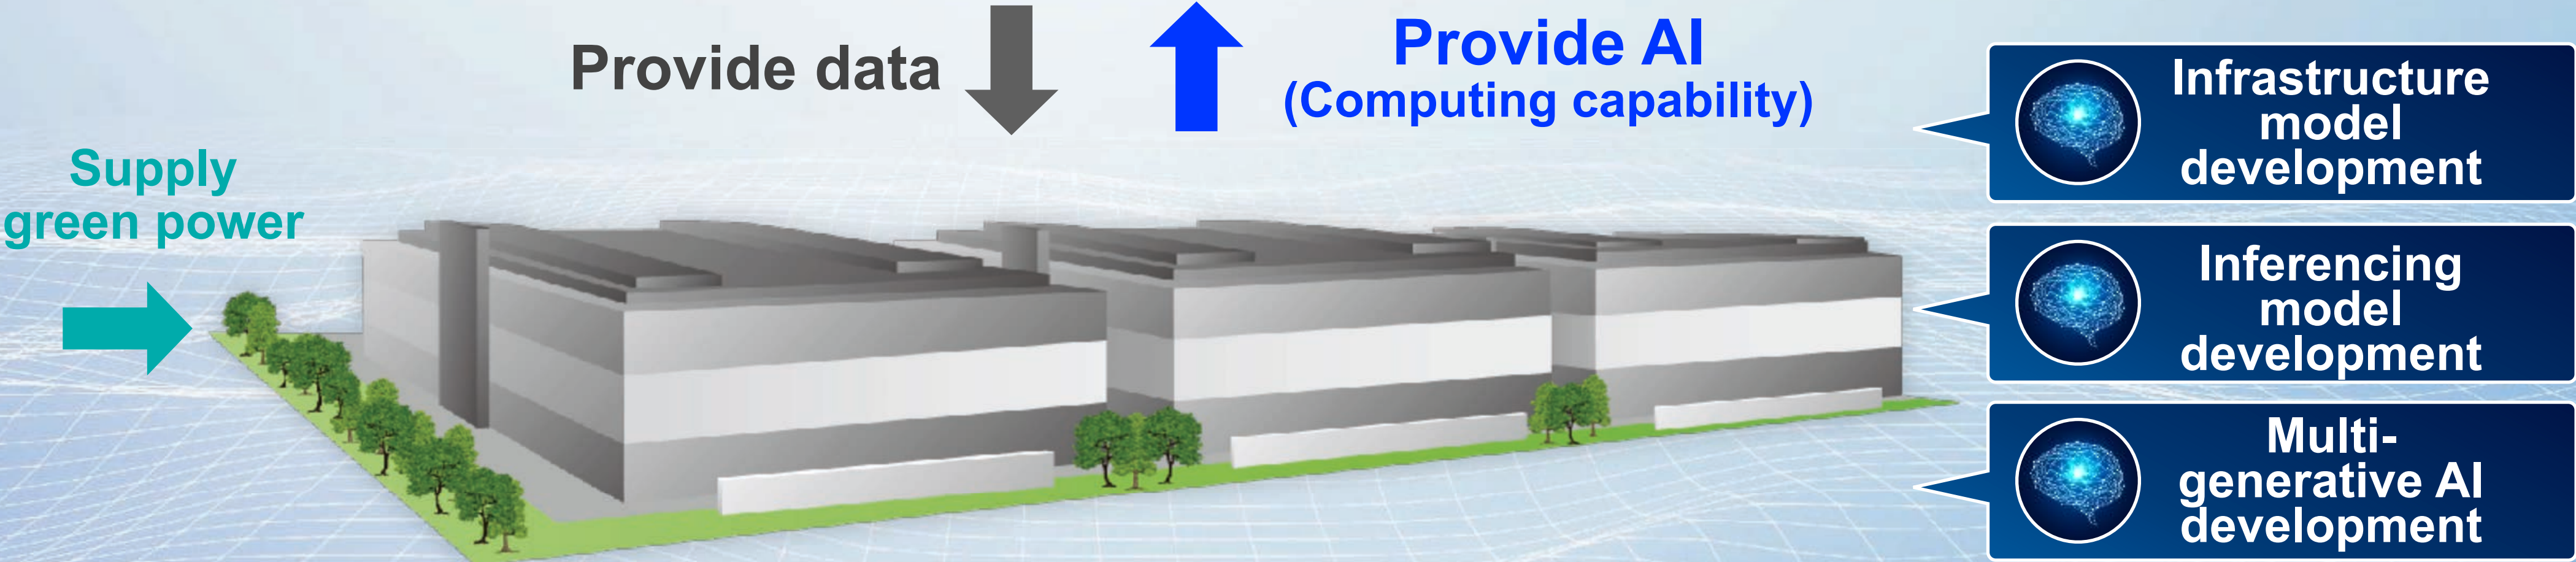 Provide data
Provide AI
(Computing capability)
Supply
green power
Infrastructure
model
development
Inferencing
model
development
Multi-
generative AI
development